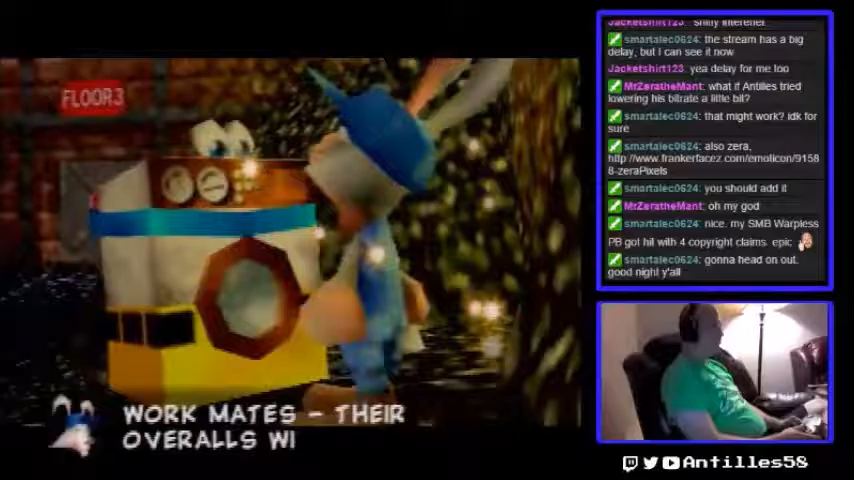 FLOOR3
WORK MATES - THEIR
OVERALLS WI
Jacketshirt123: shitty interenet
smartalec0624: the stream has a big
delay, but I can see it now
Jacketshirt123: yea delay for me too
MrZeratheMant: what if Antilles tried
lowering his bitrate a little bit?
smartalec0624: that might work? idk for
sure
smartalec0624: also zera,
http://www.frankerfacez.com/emoticon/9158
8-zeraPixels
smartalec0624: you should add it
MrZeratheMant: oh my god
smartalec0624: nice. my SMB Warpless
PB got hit with 4 copyright claims. epic
smartalec0624: gonna head on out.
good night y'all
Antilles58